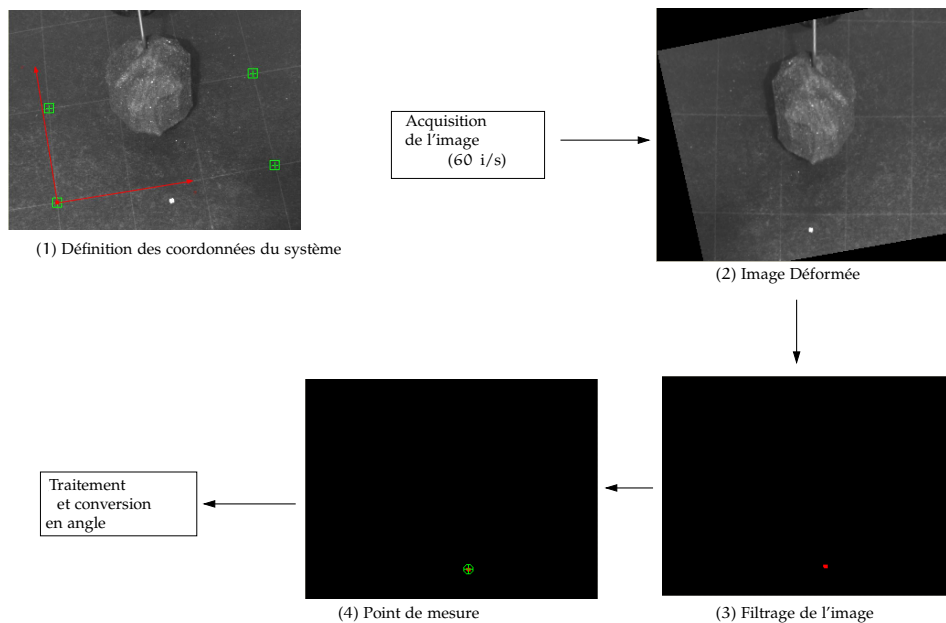 (1) Définition des coordonnées du système
Acquisition
de l'image
(60 i/s)
(2) Image Déformée
(3) Filtrage de l'image
(4) Point de mesure
Traitement
et conversion
en angle